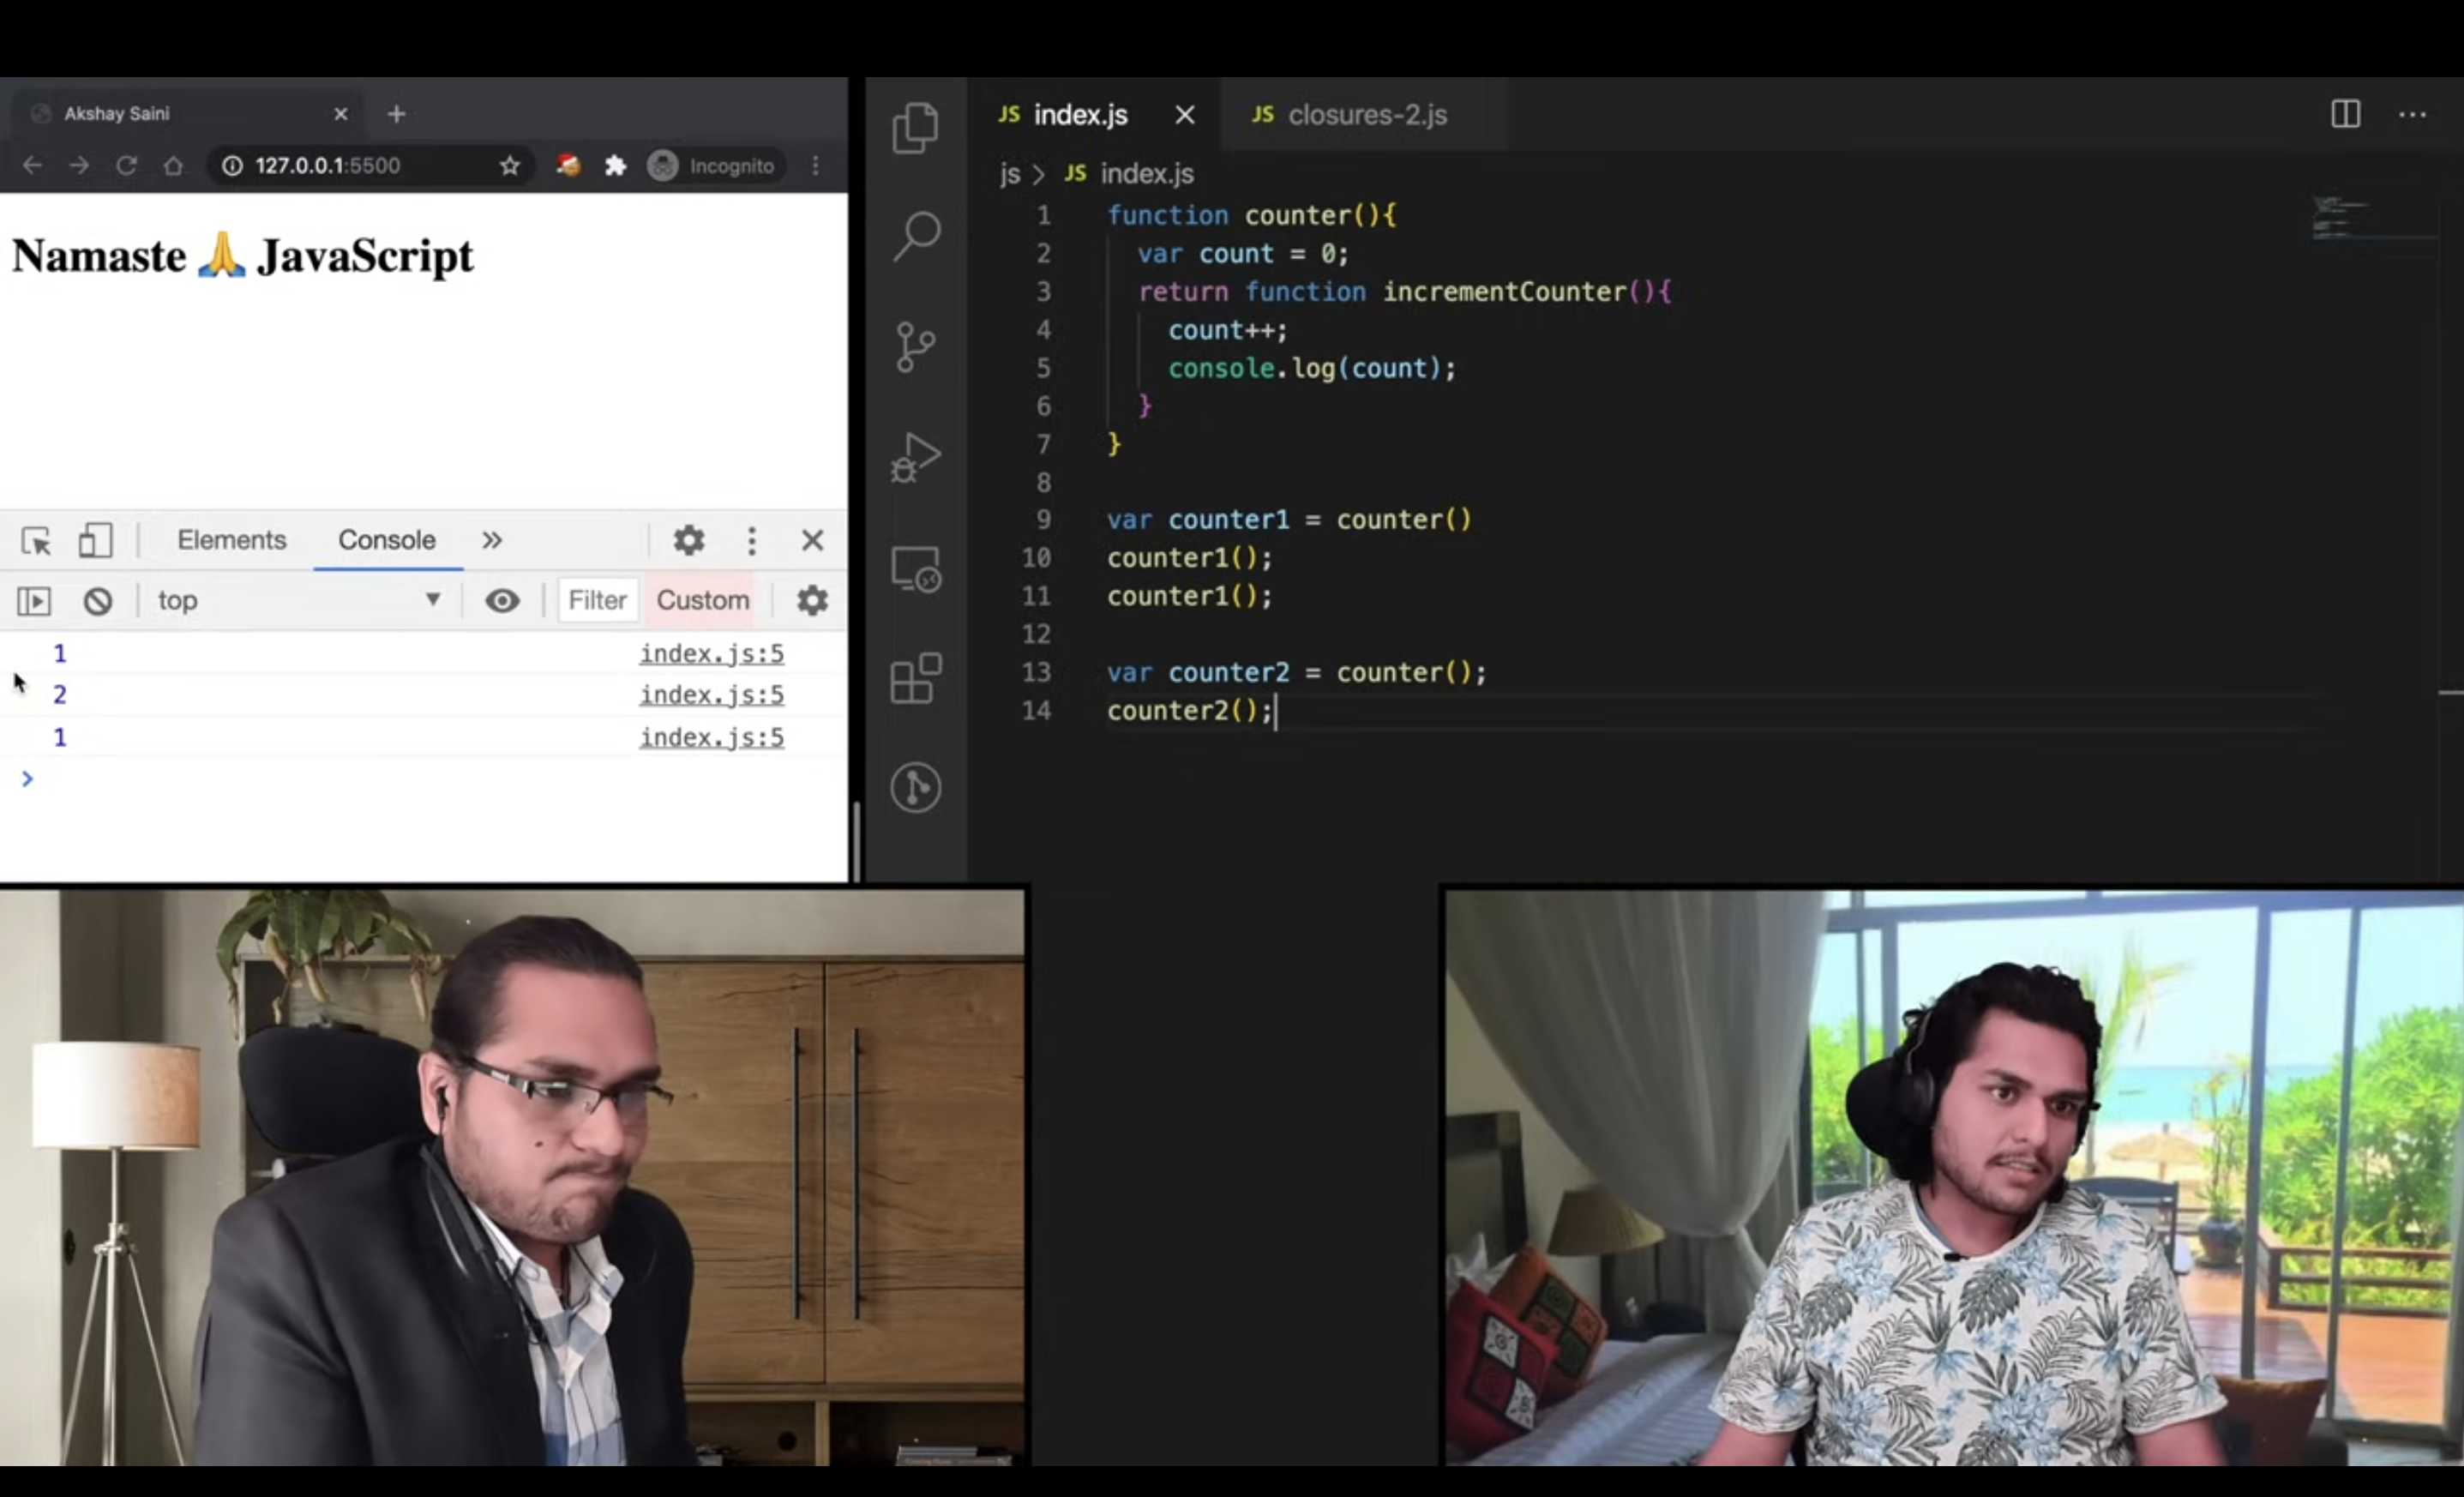 Akshay Saini
127.0.0.1:5500
Incognito
Namaste 🙏 JavaScript
Elements Console
top Filter Custom
1 index.js:5
2 index.js:5
1 index.js:5
JS index.js JS closures-2.js
js > JS index.js
1 function counter(){
2 var count = 0;
3 return function incrementCounter(){
4 count++;
5 console.log(count);
6 }
7 }
8
9 var counter1 = counter()
10 counter1();
11 counter1();
12
13 var counter2 = counter();
14 counter2();